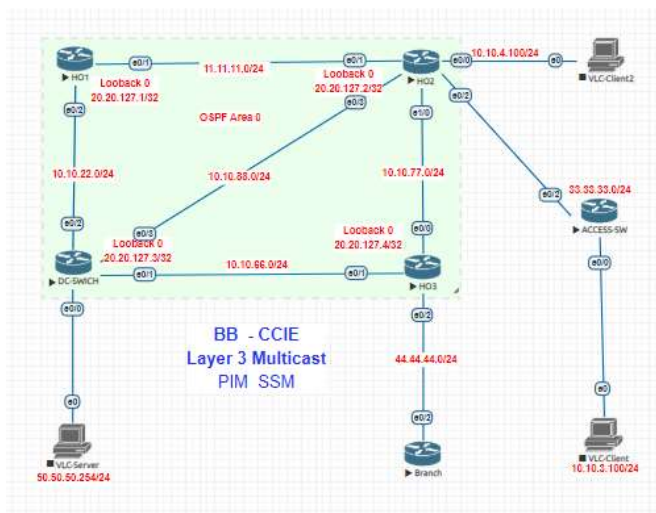 e0/1
11.11.11.0/24
e0/1
10.10.4.100/24
e0/0
e0
HO1
HO2
VLC-Client2
Looback 0
20.20.127.1/32
Looback 0
20.20.127.2/32
e0/2
e0/3
e1/0
e0/2
OSPF Area 0
10.10.22.0/24
10.10.88.0/24
10.10.77.0/24
33.33.33.0/24
e0/2
ACCESS-SW
e0/2
e0/3
Looback 0
20.20.127.3/32
Looback 0
20.20.127.4/32
e0/0
e0/0
DC-SWICH
e0/1
10.10.66.0/24
e0/1
HO3
e0/0
e0/2
BB - CCIE
Layer 3 Multicast
PIM SSM
44.44.44.0/24
e0
e0/2
e0
VLC-Server
50.50.50.254/24
Branch
VLC-Client
10.10.3.100/24